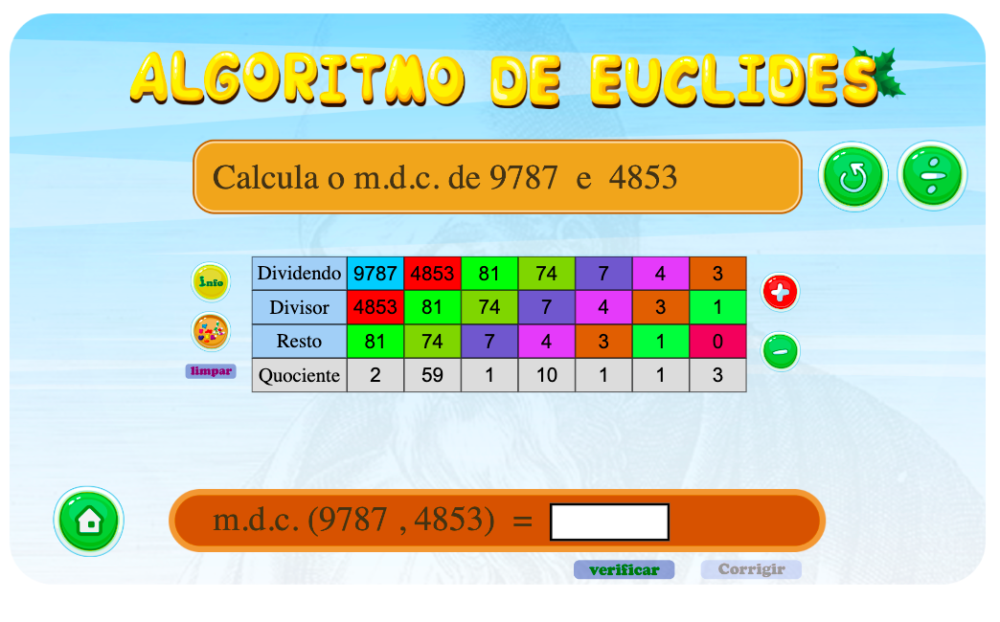 ALGORITMO DE EUCLIDES
Calcula o m.d.c. de 9787 e 4853
Info
limpar
Dividendo 9787 4853 81 74 7 4 3
Divisor 4853 81 74 7 4 3 1
Resto 81 74 7 4 3 1 0
Quociente 2 59 1 10 1 1 3
m.d.c. (9787 , 4853) =
verificar
Corrigir